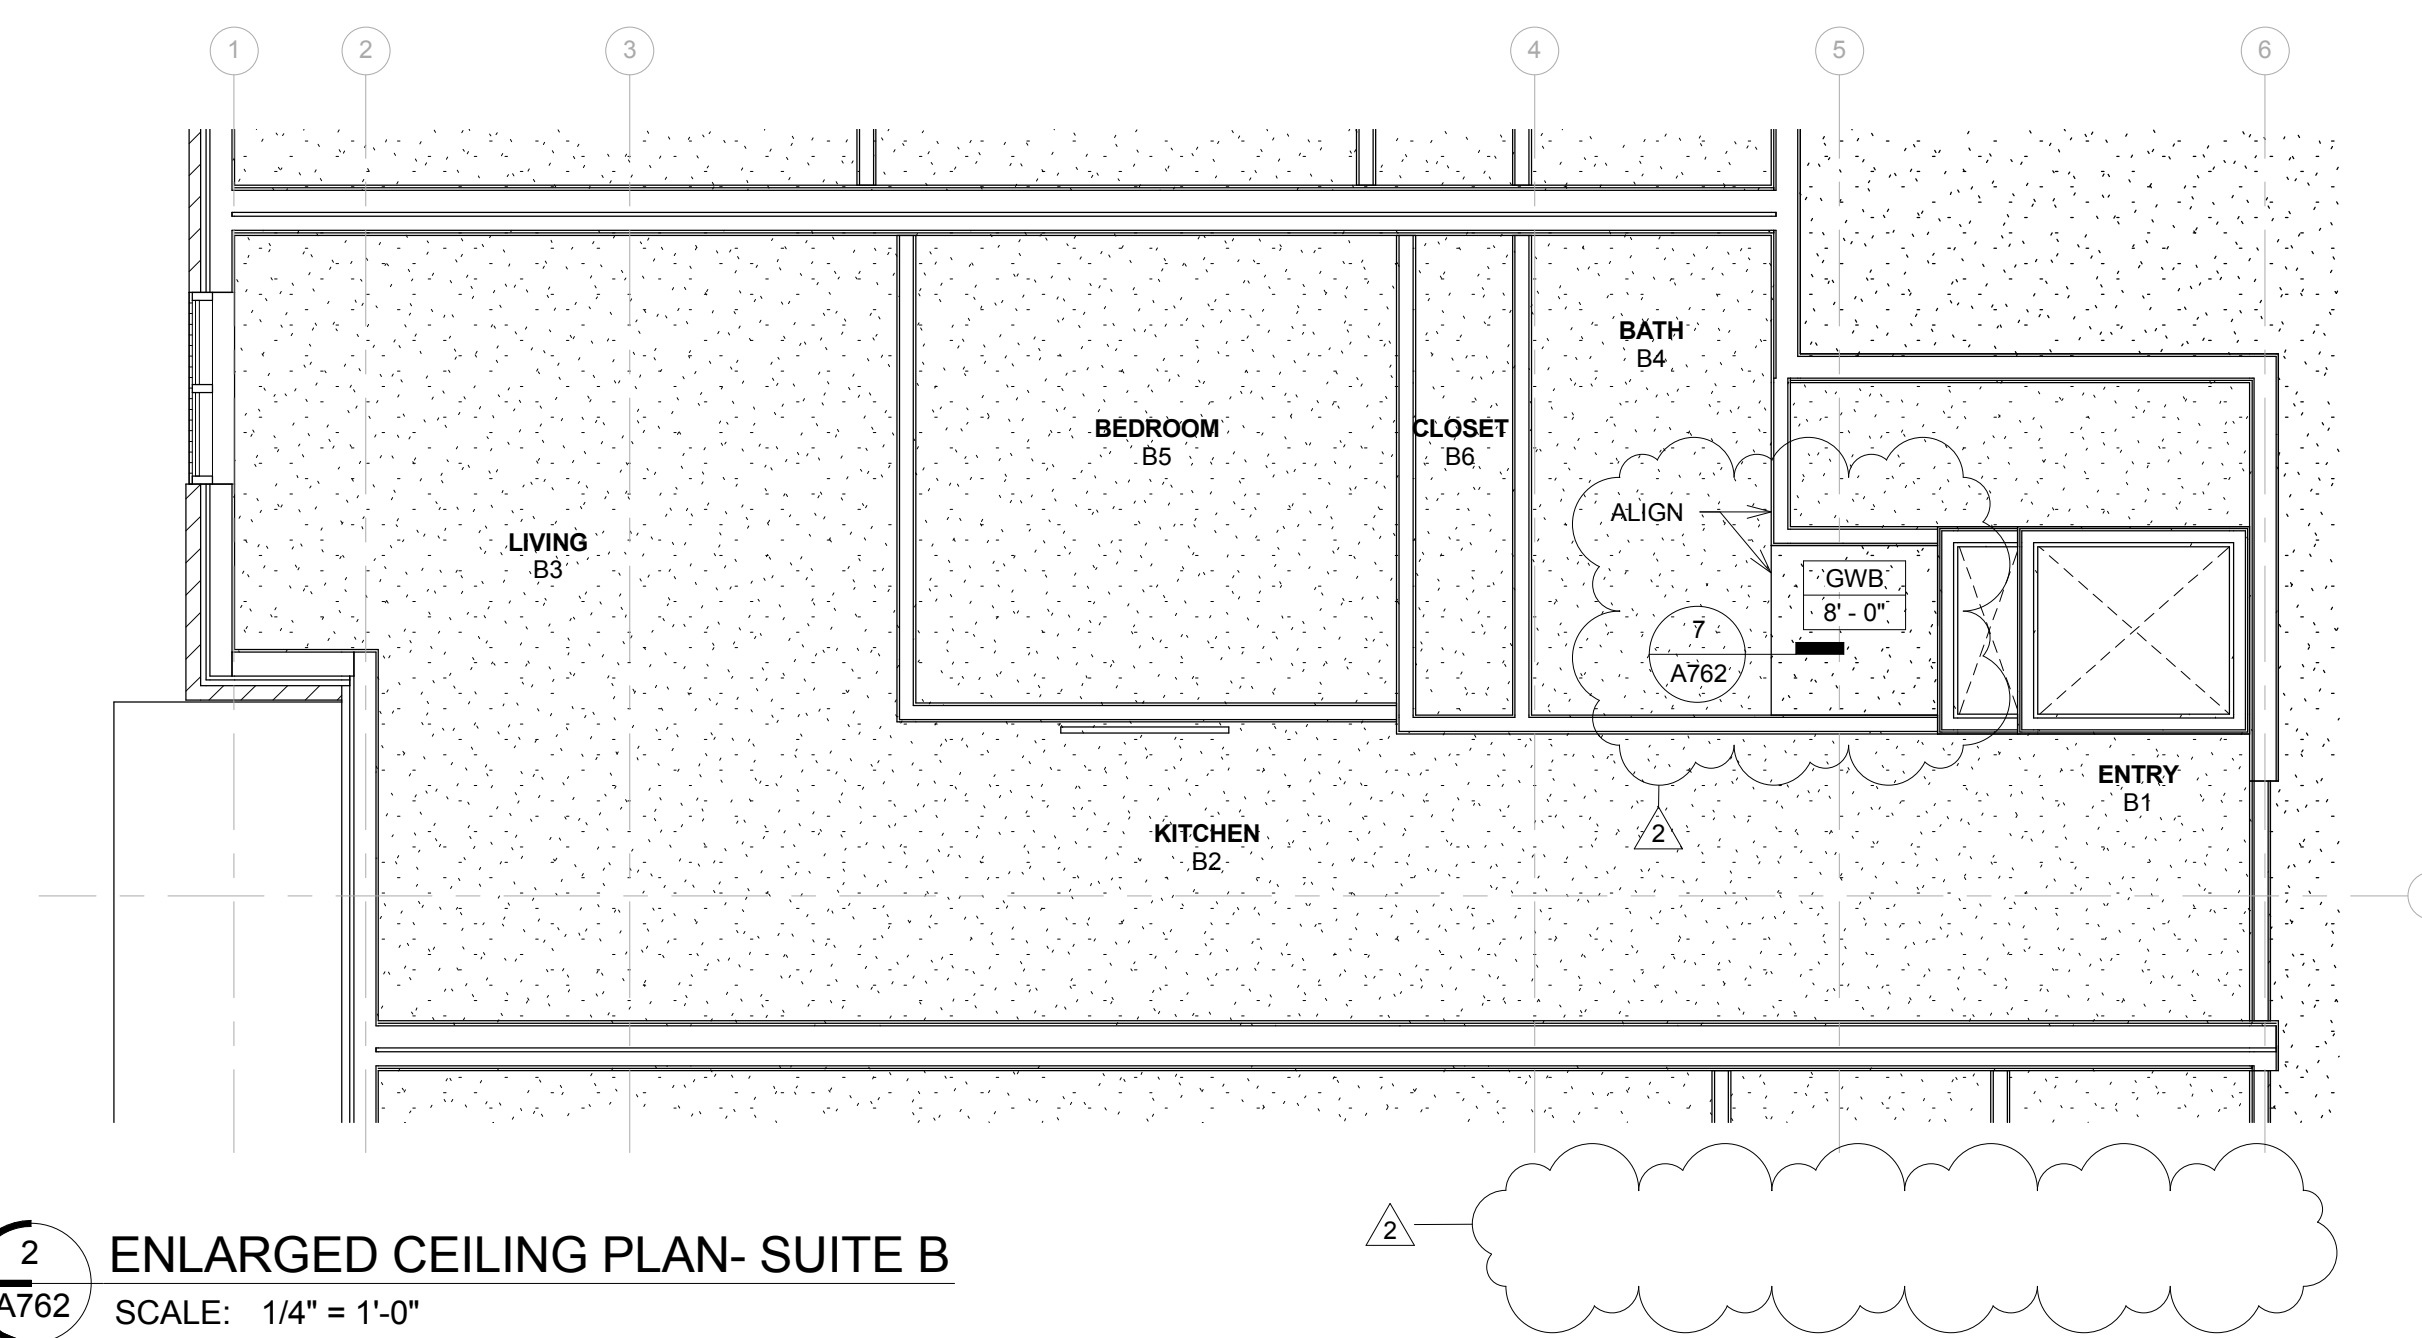 1
2
3
4
5
6
BATH
B4
BEDROOM
B5
CLOSET
B6
ALIGN
LIVING
B3
GWB
8' - 0"
7
A762
ENTRY
B1
KITCHEN
B2
2
2
2
A762
ENLARGED CEILING PLAN- SUITE B
SCALE: 1/4" = 1'-0"